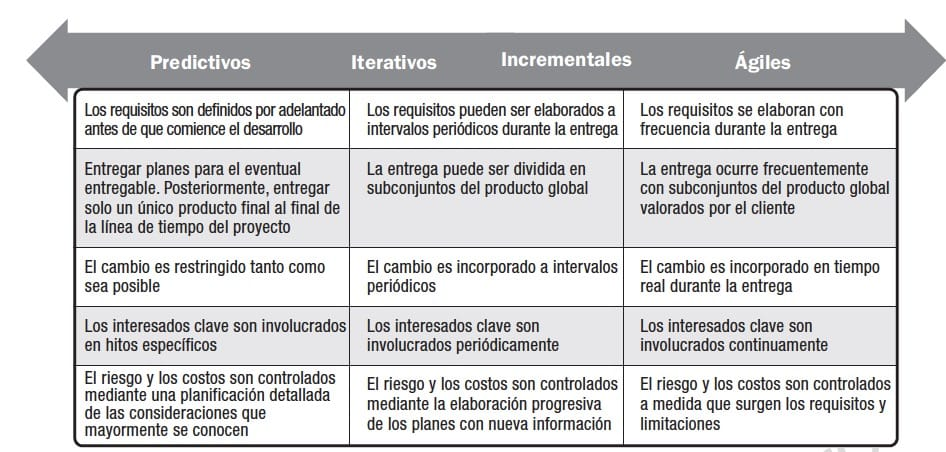 Predictivos Iterativos Incrementales Ágiles
Los requisitos son definidos por adelantado
antes de que comience el desarrollo
Los requisitos pueden ser elaborados a
intervalos periódicos durante la entrega
Los requisitos se elaboran con
frecuencia durante la entrega
Entregar planes para el eventual
entregable. Posteriormente, entregar
solo un único producto final al final de
la línea de tiempo del proyecto
La entrega puede ser dividida en
subconjuntos del producto global
La entrega ocurre frecuentemente
con subconjuntos del producto global
valorados por el cliente
El cambio es restringido tanto como
sea posible
El cambio es incorporado a intervalos
periódicos
El cambio es incorporado en tiempo
real durante la entrega
Los interesados clave son involucrados
en hitos específicos
Los interesados clave son
involucrados periódicamente
Los interesados clave son
involucrados continuamente
El riesgo y los costos son controlados
mediante una planificación detallada
de las consideraciones que
mayormente se conocen
El riesgo y los costos son controlados
mediante la elaboración progresiva
de los planes con nueva información
El riesgo y los costos son controlados
a medida que surgen los requisitos y
limitaciones